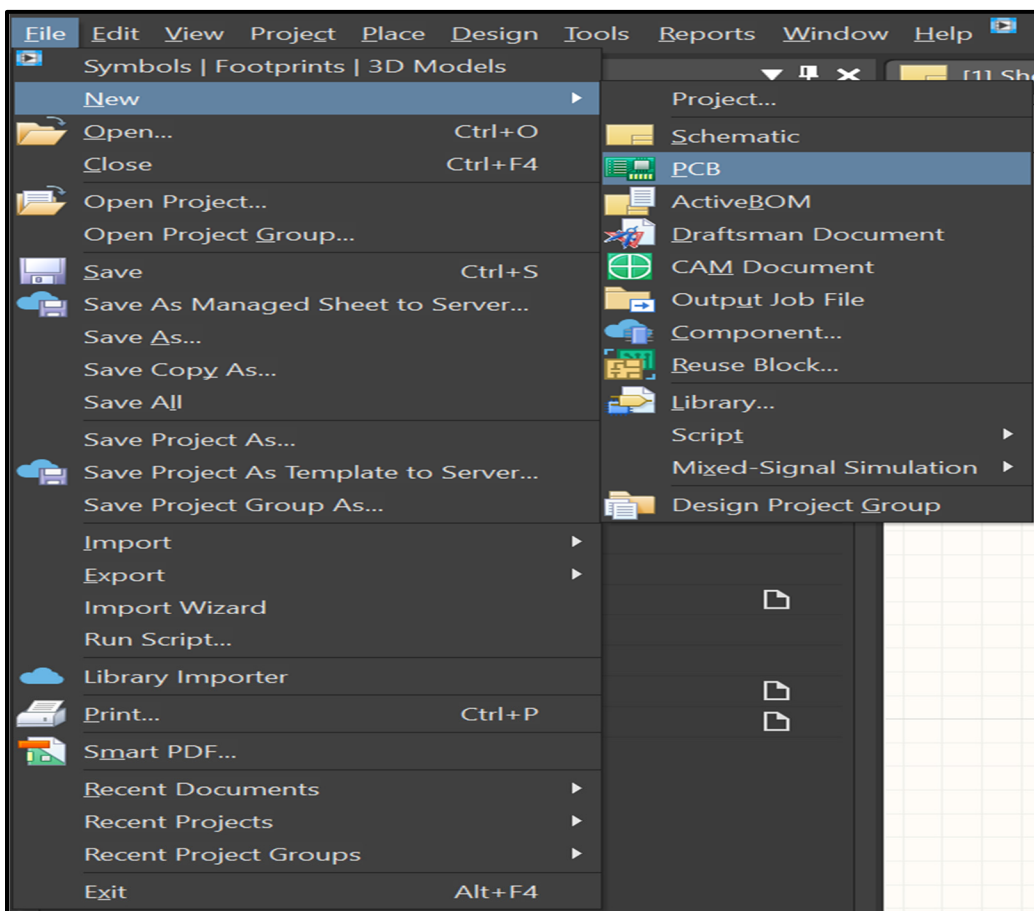 File Edit View Project Place Design Tools Reports Window Help
Symbols | Footprints | 3D Models
[1] Sh
New
Project...
Open... Ctrl+O
Schematic
Close Ctrl+F4
PCB
Open Project...
ActiveBOM
Open Project Group...
Draftsman Document
Save Ctrl+S
CAM Document
Save As Managed Sheet to Server...
Output Job File
Save As...
Component...
Save Copy As...
Reuse Block...
Save All
Library...
Save Project As...
Script
Save Project As Template to Server...
Mixed-Signal Simulation
Save Project Group As...
Design Project Group
Import
Export
Import Wizard
Run Script...
Library Importer
Print... Ctrl+P
Smart PDF...
Recent Documents
Recent Projects
Recent Project Groups
Exit Alt+F4